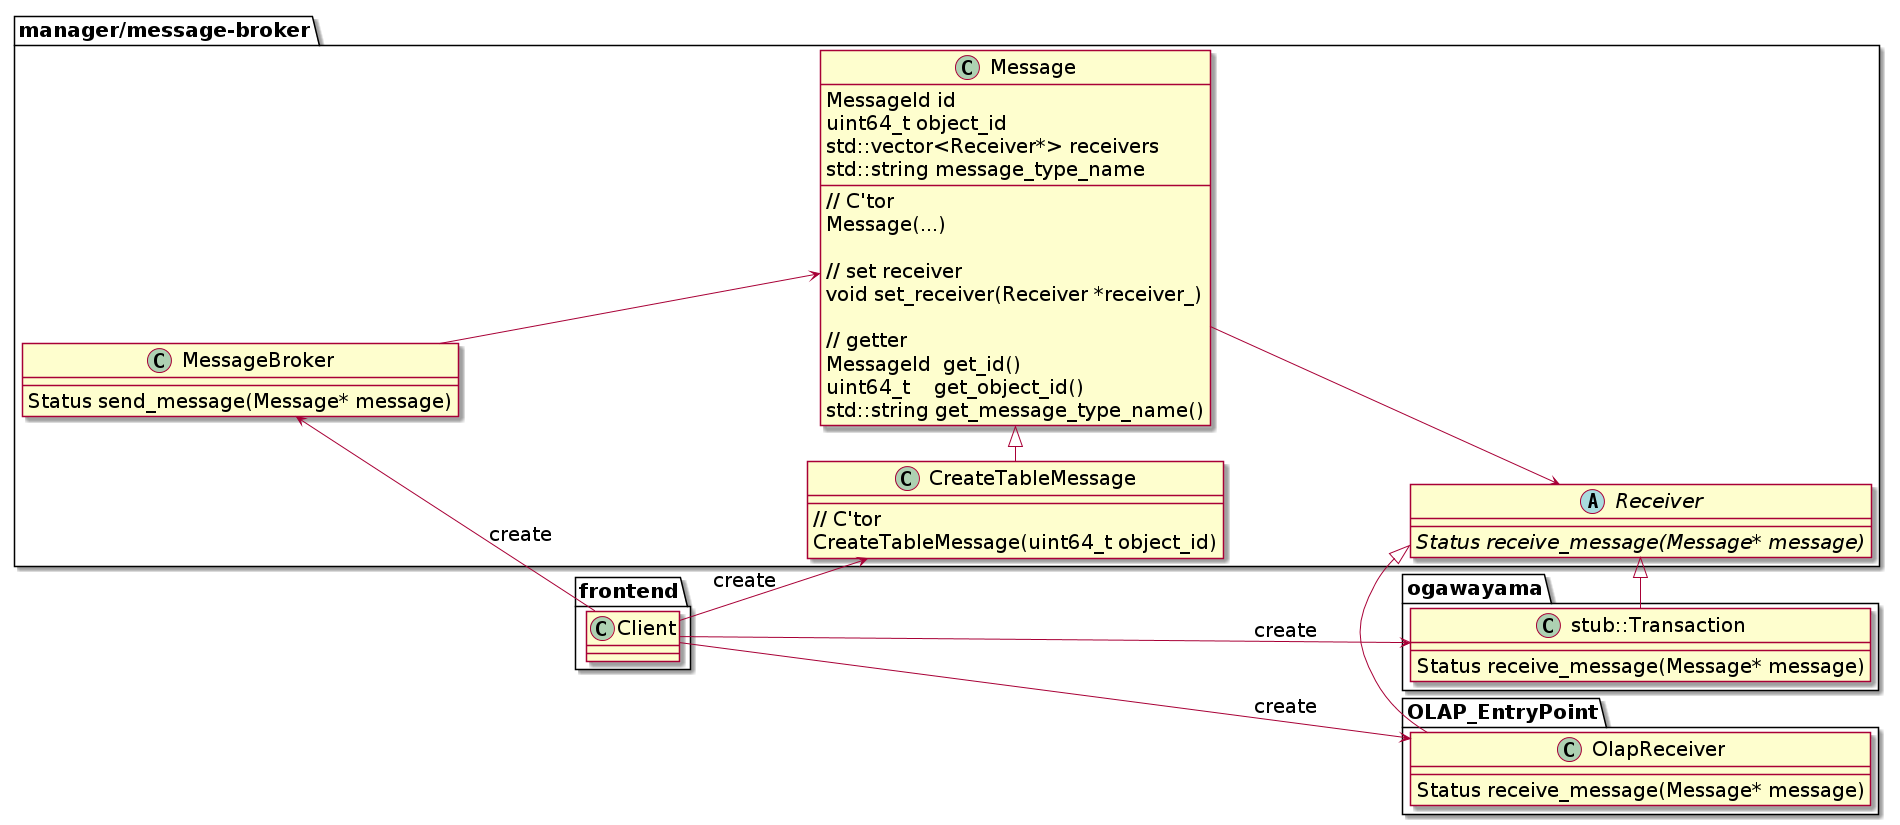 manager/message-broker
C Message
MessageId id
uint64_t object_id
std::vector<Receiver*> receivers
std::string message_type_name
// C'tor
Message(...)
// set receiver
void set_receiver(Receiver *receiver_)
// getter
MessageId  get_id()
uint64_t    get_object_id()
std::string get_message_type_name()
C MessageBroker
Status send_message(Message* message)
C CreateTableMessage
// C'tor
CreateTableMessage(uint64_t object_id)
A Receiver
Status receive_message(Message* message)
create
create
frontend
C Client
create
create
ogawayama
C stub::Transaction
Status receive_message(Message* message)
OLAP_EntryPoint
C OlapReceiver
Status receive_message(Message* message)